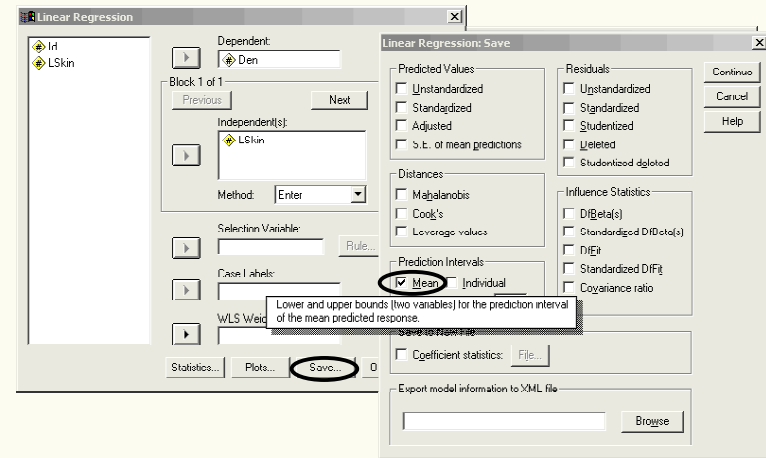 Linear Regression
Id
LSkin
Dependent:
Den
Block 1 of 1
Previous
Next
Independent(s):
LSkin
Method:
Enter
Selection Variable:
Rule...
Case Labels:
WLS Weig
Statistics...
Plots...
Save...
O
Linear Regression: Save
Predicted Values
Unstandardized
Standardized
Adjusted
S.E. of mean predictions
Distances
Mahalanobis
Cook's
Leverage values
Prediction Intervals
Mean
Individual
Lower and upper bounds (two variables) for the prediction interval
of the mean predicted response.
Save to New File
Coefficient statistics:
File...
Export model information to XML file
Browse
Residuals
Unstandardized
Standardized
Studentized
Deleted
Studentized deleted
Influence Statistics
DfBeta(s)
Standardized DfBeta(s)
DfFit
Standardized DfFit
Covariance ratio
Continue
Cancel
Help